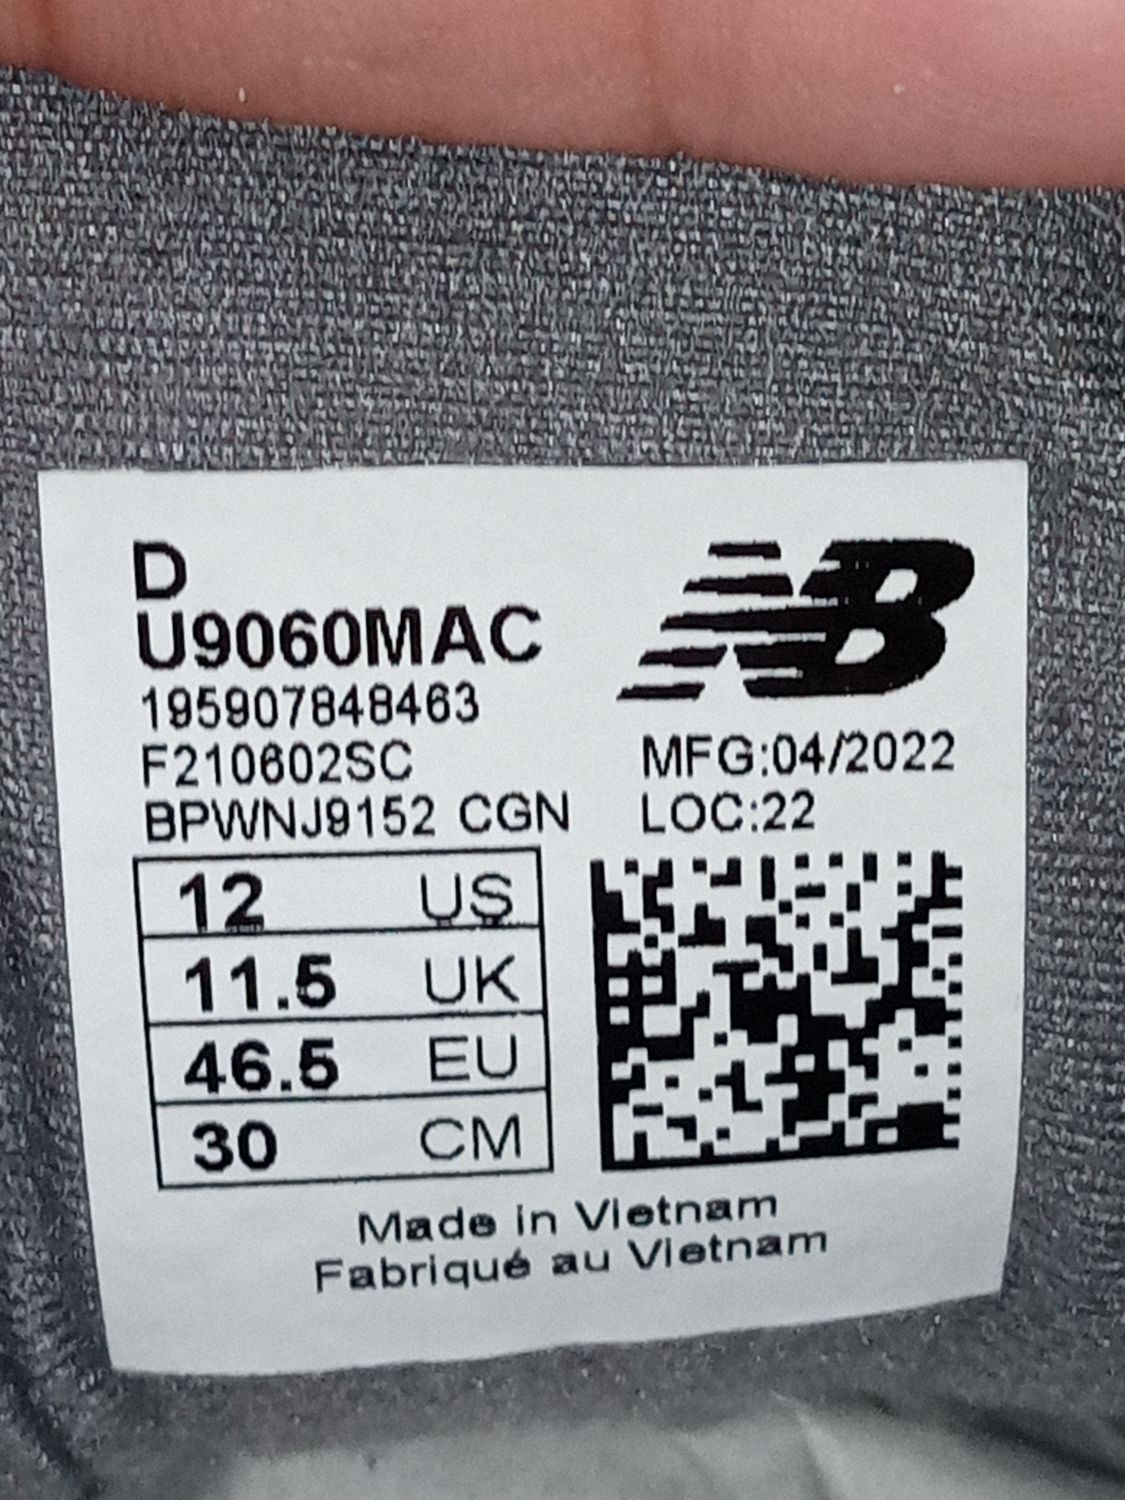 D
U9060MAC
195907848463
F210602SC
BPWNJ9152 CGN
NB
MFG:04/2022
LOC:22
12 US
11.5 UK
46.5 EU
30 CM
Made in Vietnam
Fabriqué au Vietnam